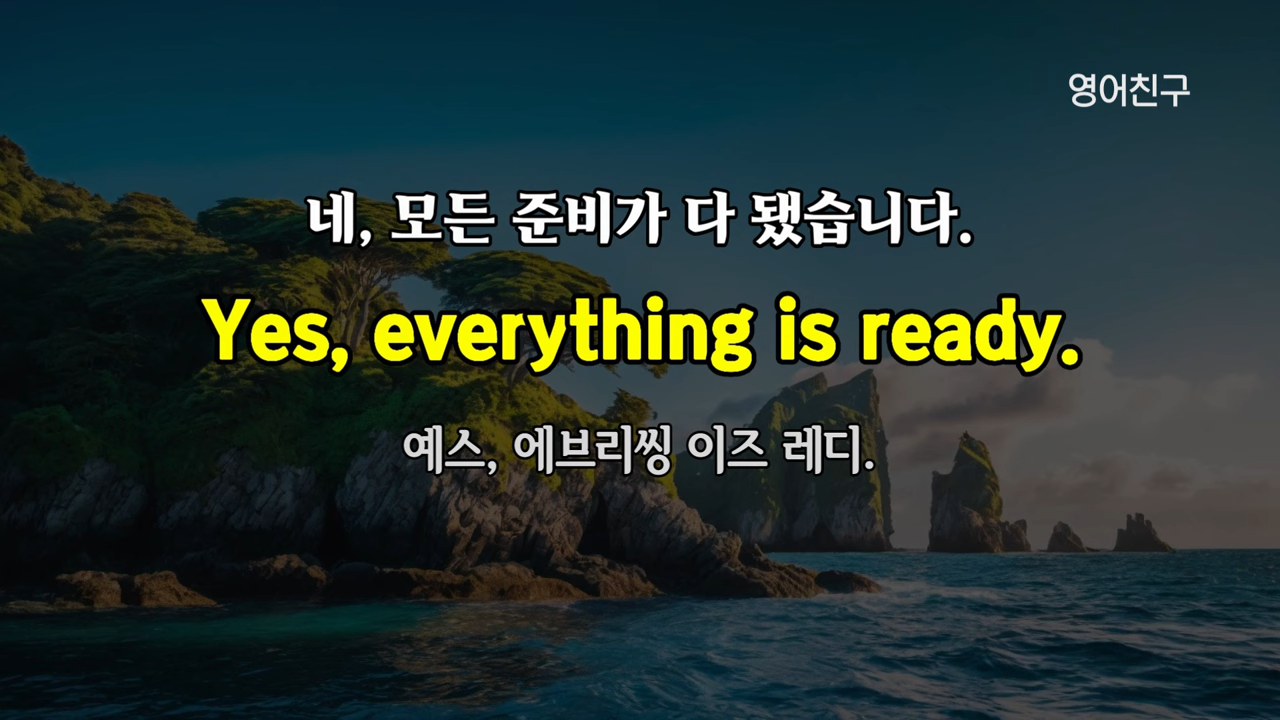 영어친구
네, 모든 준비가 다 됐습니다.
Yes, everything is ready.
예스, 에브리씽 이즈 레디.